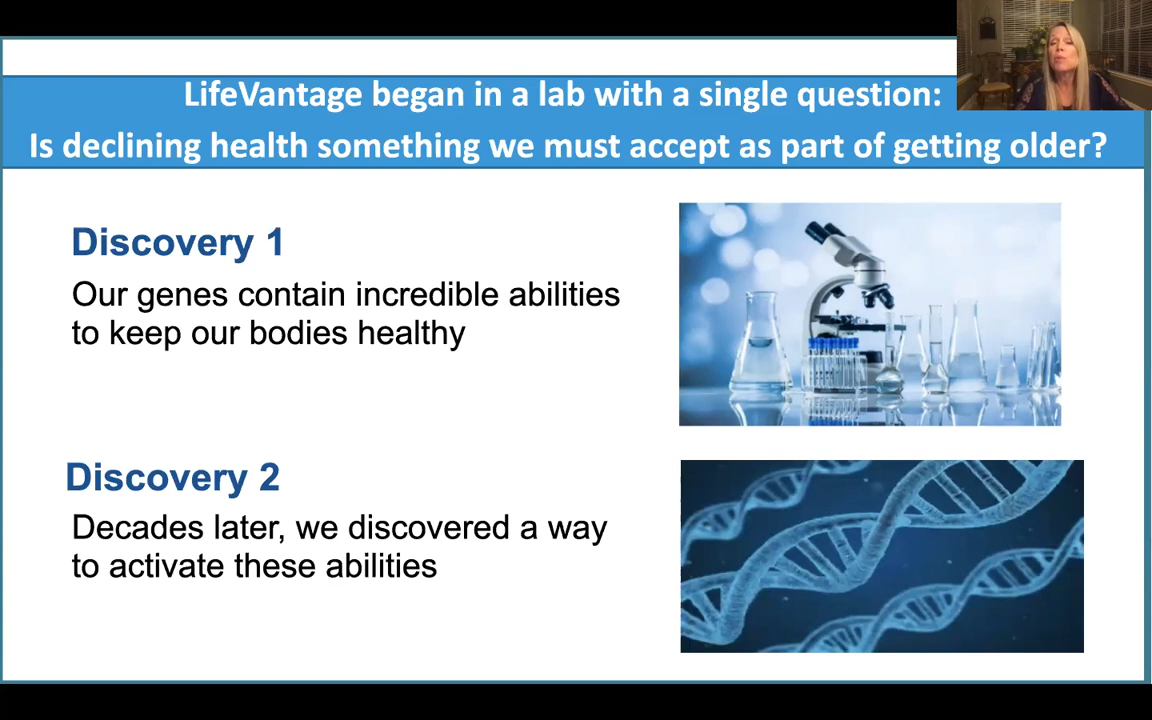 LifeVantage began in a lab with a single question:
Is declining health something we must accept as part of getting older?
Discovery 1
Our genes contain incredible abilities
to keep our bodies healthy
Discovery 2
Decades later, we discovered a way
to activate these abilities